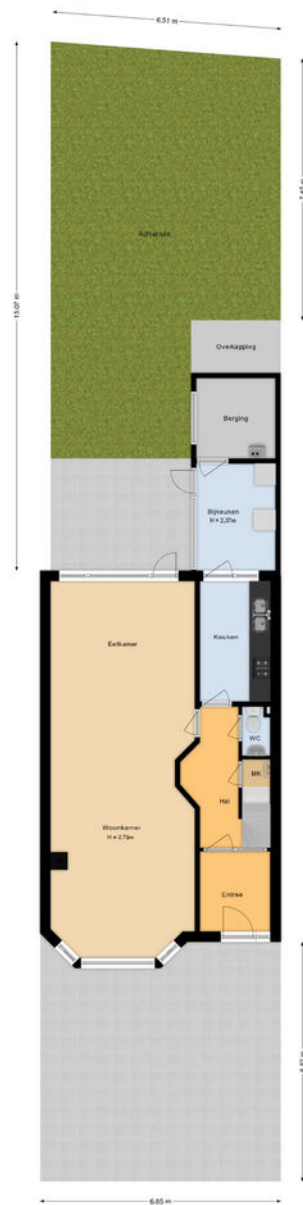 6.51 m
15.07 m
Achtertuin
Overkapping
Berging
Bijkeuken
H = 2,37m
Eetkamer
Keuken
WC
MK
Hal
Woonkamer
H = 2,79m
Entree
6.85 m